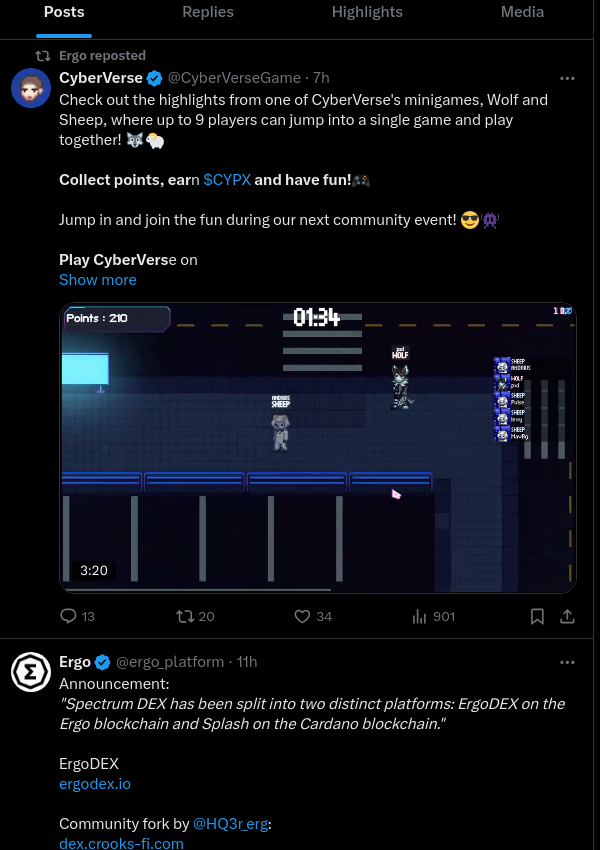 Posts Replies Highlights Media
Ergo reposted
CyberVerse @CyberVerseGame · 7h
Check out the highlights from one of CyberVerse's minigames, Wolf and
Sheep, where up to 9 players can jump into a single game and play
together! 🐺🐑
Collect points, earn $CYPX and have fun!🎮
Jump in and join the fun during our next community event! 😎👾
Play CyberVerse on
Show more
Points : 210
01:34
pxd
WOLF
ANDRIUS
SHEEP
SHEEP
ANDRIUS
WOLF
pxd
SHEEP
Pulse
SHEEP
SHEEP
3:20
13 20 34 901
Ergo @ergo_platform · 11h
Announcement:
"Spectrum DEX has been split into two distinct platforms: ErgoDEX on the
Ergo blockchain and Splash on the Cardano blockchain."
ErgoDEX
ergodex.io
Community fork by @HQ3r_erg:
dex.crooks-fi.com